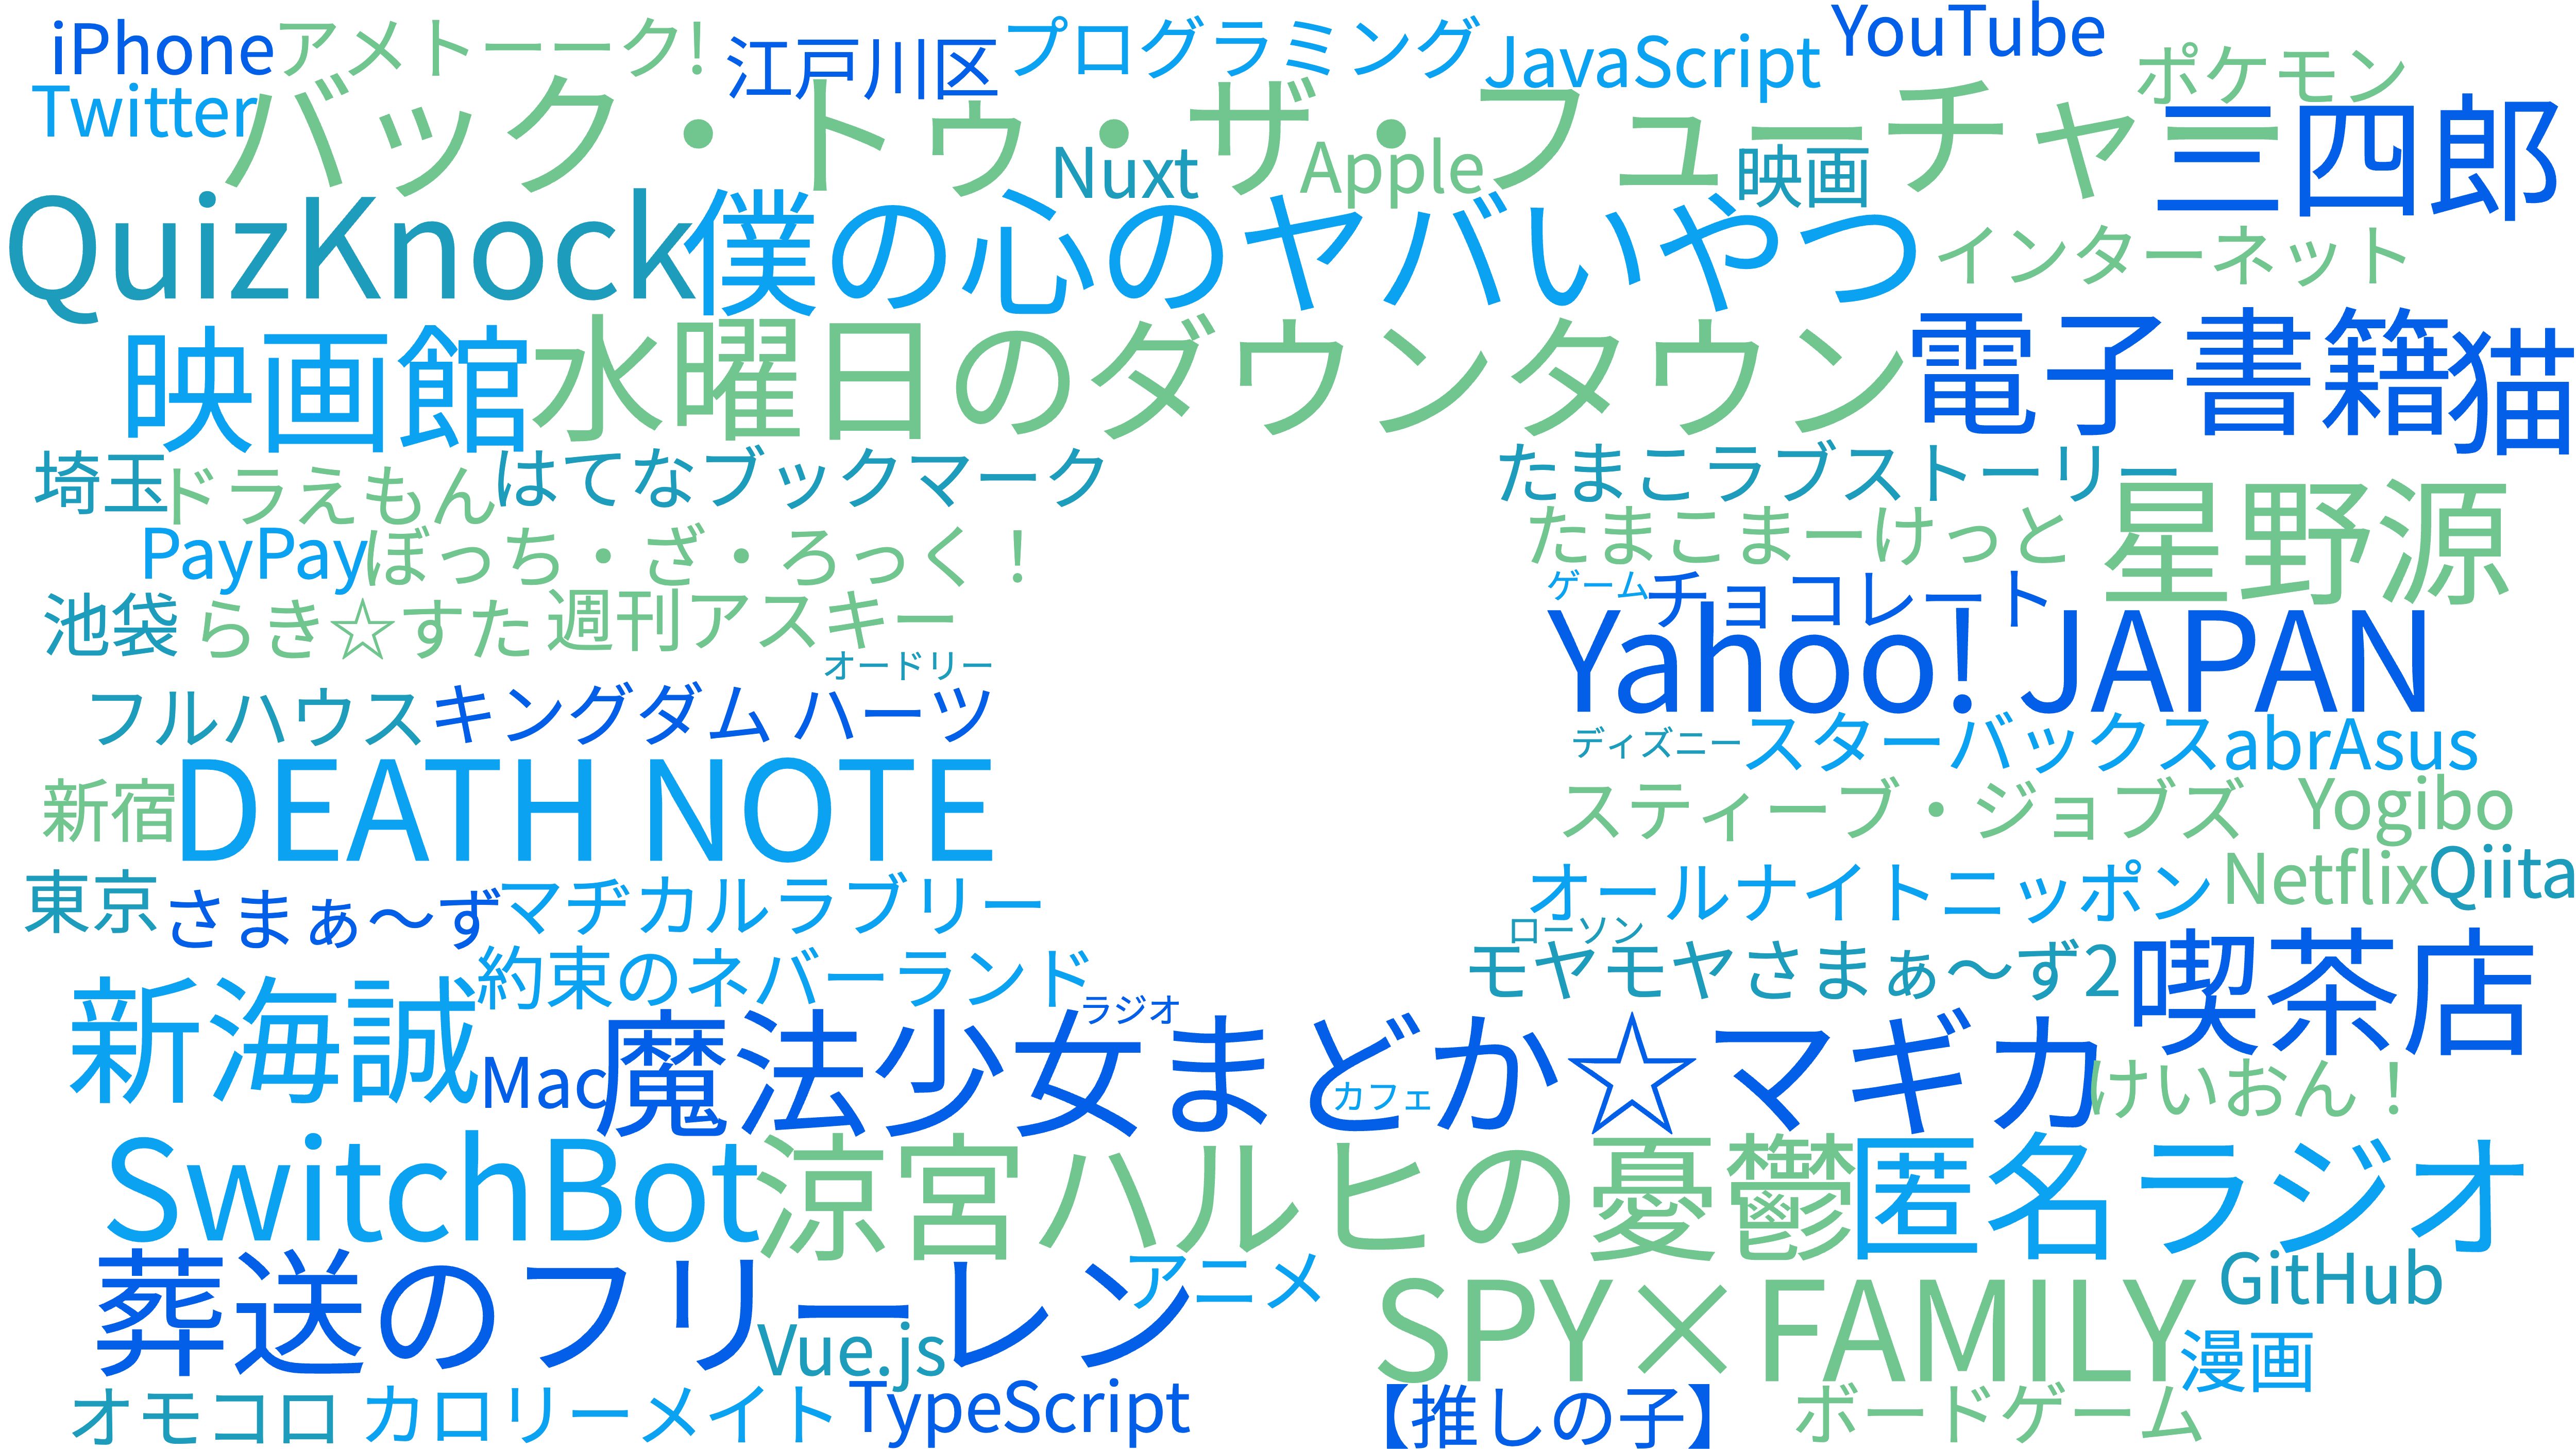 iPhone
アメトーーク!
江戸川区
プログラミング
JavaScript
YouTube
ポケモン
Twitter
バック・トゥ・ザ・フューチャー
三四郎
Nuxt
Apple
映画
QuizKnock
僕の心のヤバいやつ
インターネット
映画館
水曜日のダウンタウン
電子書籍
猫
埼玉
ドラえもん
はてなブックマーク
たまこラブストーリー
PayPay
ぼっち・ざ・ろっく！
たまこまーけっと
星野源
池袋
らき☆すた
週刊アスキー
ゲーム
チョコレート
オードリー
Yahoo! JAPAN
フルハウス
キングダム ハーツ
ディズニー
スターバックス
abrAsus
新宿
DEATH NOTE
スティーブ・ジョブズ
Yogibo
東京
さまぁ〜ず
マヂカルラブリー
オールナイトニッポン
Netflix
Qiita
ローソン
約束のネバーランド
モヤモヤさまぁ〜ず2
喫茶店
新海誠
ラジオ
Mac
魔法少女まどか☆マギカ
カフェ
けいおん！
SwitchBot
涼宮ハルヒの憂鬱
匿名ラジオ
葬送のフリーレン
アニメ
SPY×FAMILY
GitHub
Vue.js
漫画
オモコロ
カロリーメイト
TypeScript
【推しの子】
ボードゲーム